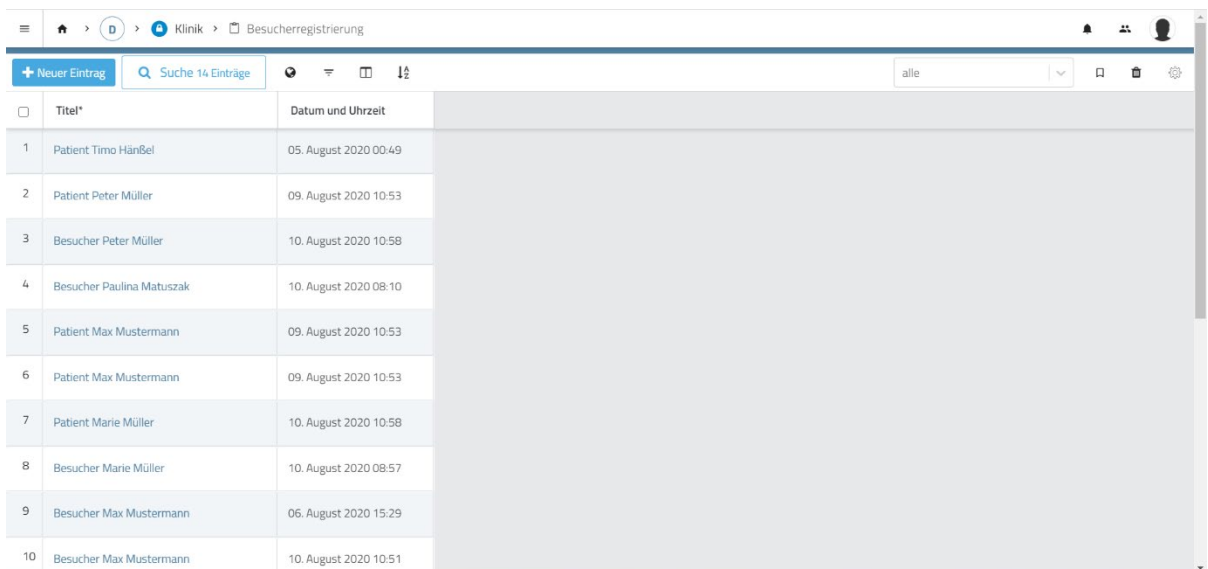 D Klinik Besucherregistrierung
Neuer Eintrag Suche 14 Einträge alle
Titel* Datum und Uhrzeit
1 Patient Timo Hänßel 05. August 2020 00:49
2 Patient Peter Müller 09. August 2020 10:53
3 Besucher Peter Müller 10. August 2020 10:58
4 Besucher Paulina Matuszak 10. August 2020 08:10
5 Patient Max Mustermann 09. August 2020 10:53
6 Patient Max Mustermann 09. August 2020 10:53
7 Patient Marie Müller 10. August 2020 10:58
8 Besucher Marie Müller 10. August 2020 08:57
9 Besucher Max Mustermann 06. August 2020 15:29
10 Besucher Max Mustermann 10. August 2020 10:51